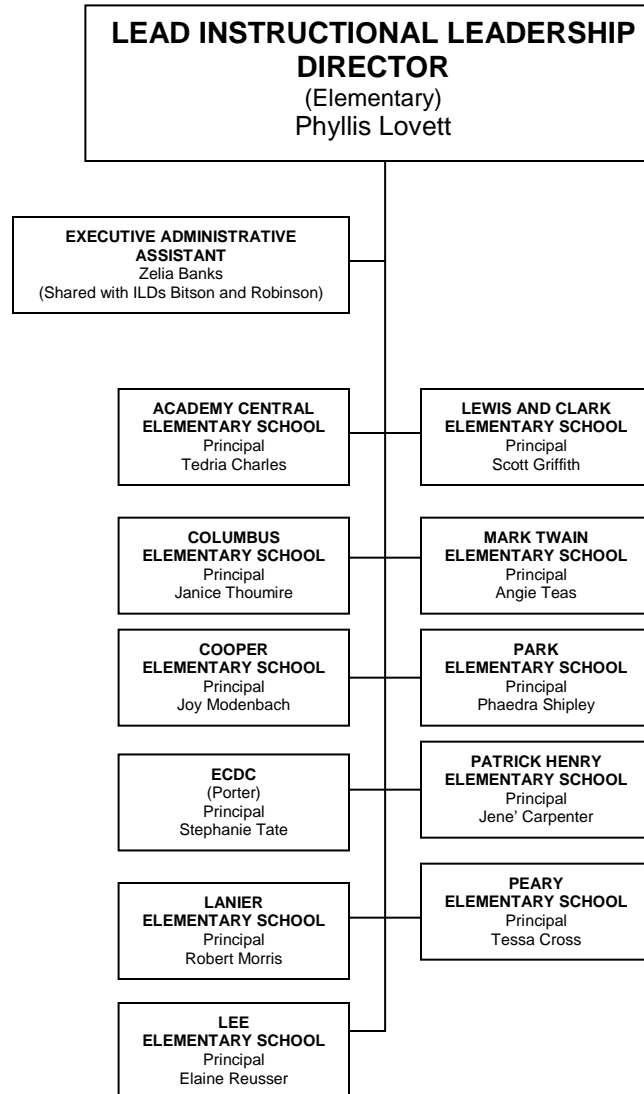 LEAD INSTRUCTIONAL LEADERSHIP
DIRECTOR
(Elementary)
Phyllis Lovett
EXECUTIVE ADMINISTRATIVE
ASSISTANT
Zelia Banks
(Shared with ILDs Bitson and Robinson)
ACADEMY CENTRAL
ELEMENTARY SCHOOL
Principal
Tedria Charles
LEWIS AND CLARK
ELEMENTARY SCHOOL
Principal
Scott Griffith
COLUMBUS
ELEMENTARY SCHOOL
Principal
Janice Thoumire
MARK TWAIN
ELEMENTARY SCHOOL
Principal
Angie Teas
COOPER
ELEMENTARY SCHOOL
Principal
Joy Modenbach
PARK
ELEMENTARY SCHOOL
Principal
Phaedra Shipley
ECDC
(Porter)
Principal
Stephanie Tate
PATRICK HENRY
ELEMENTARY SCHOOL
Principal
Jene’ Carpenter
LANIER
ELEMENTARY SCHOOL
Principal
Robert Morris
PEARY
ELEMENTARY SCHOOL
Principal
Tessa Cross
LEE
ELEMENTARY SCHOOL
Principal
Elaine Reusser